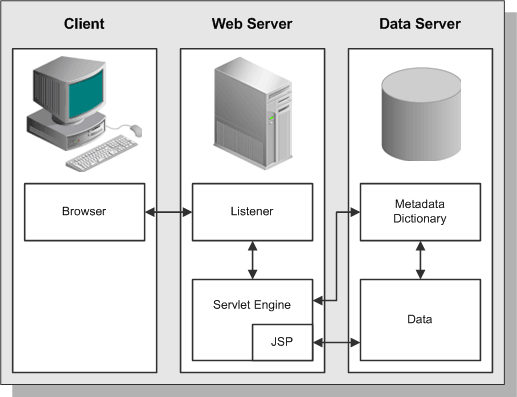 Client
Web Server
Data Server
Browser
Listener
Metadata
Dictionary
Servlet Engine
JSP
Data